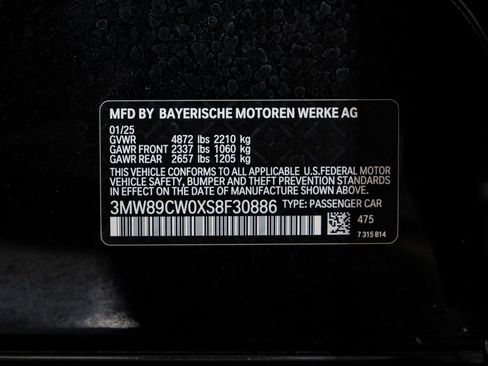 MFD BY BAYERISCHE MOTOREN WERKE AG
01/25
GVWR 4872 lbs 2210 kg
GAWR FRONT 2337 lbs 1060 kg
GAWR REAR 2657 lbs 1205 kg
THIS VEHICLE CONFORMS TO ALL APPLICABLE U.S.FEDERAL MOTOR
VEHICLE SAFETY, BUMPER AND THEFT PREVENTION STANDARDS
IN EFFECT ON THE DATE OF MANUFACTURE SHOWN ABOVE.
3MW89CW0XS8F30886 TYPE: PASSENGER CAR
475
7 315 814